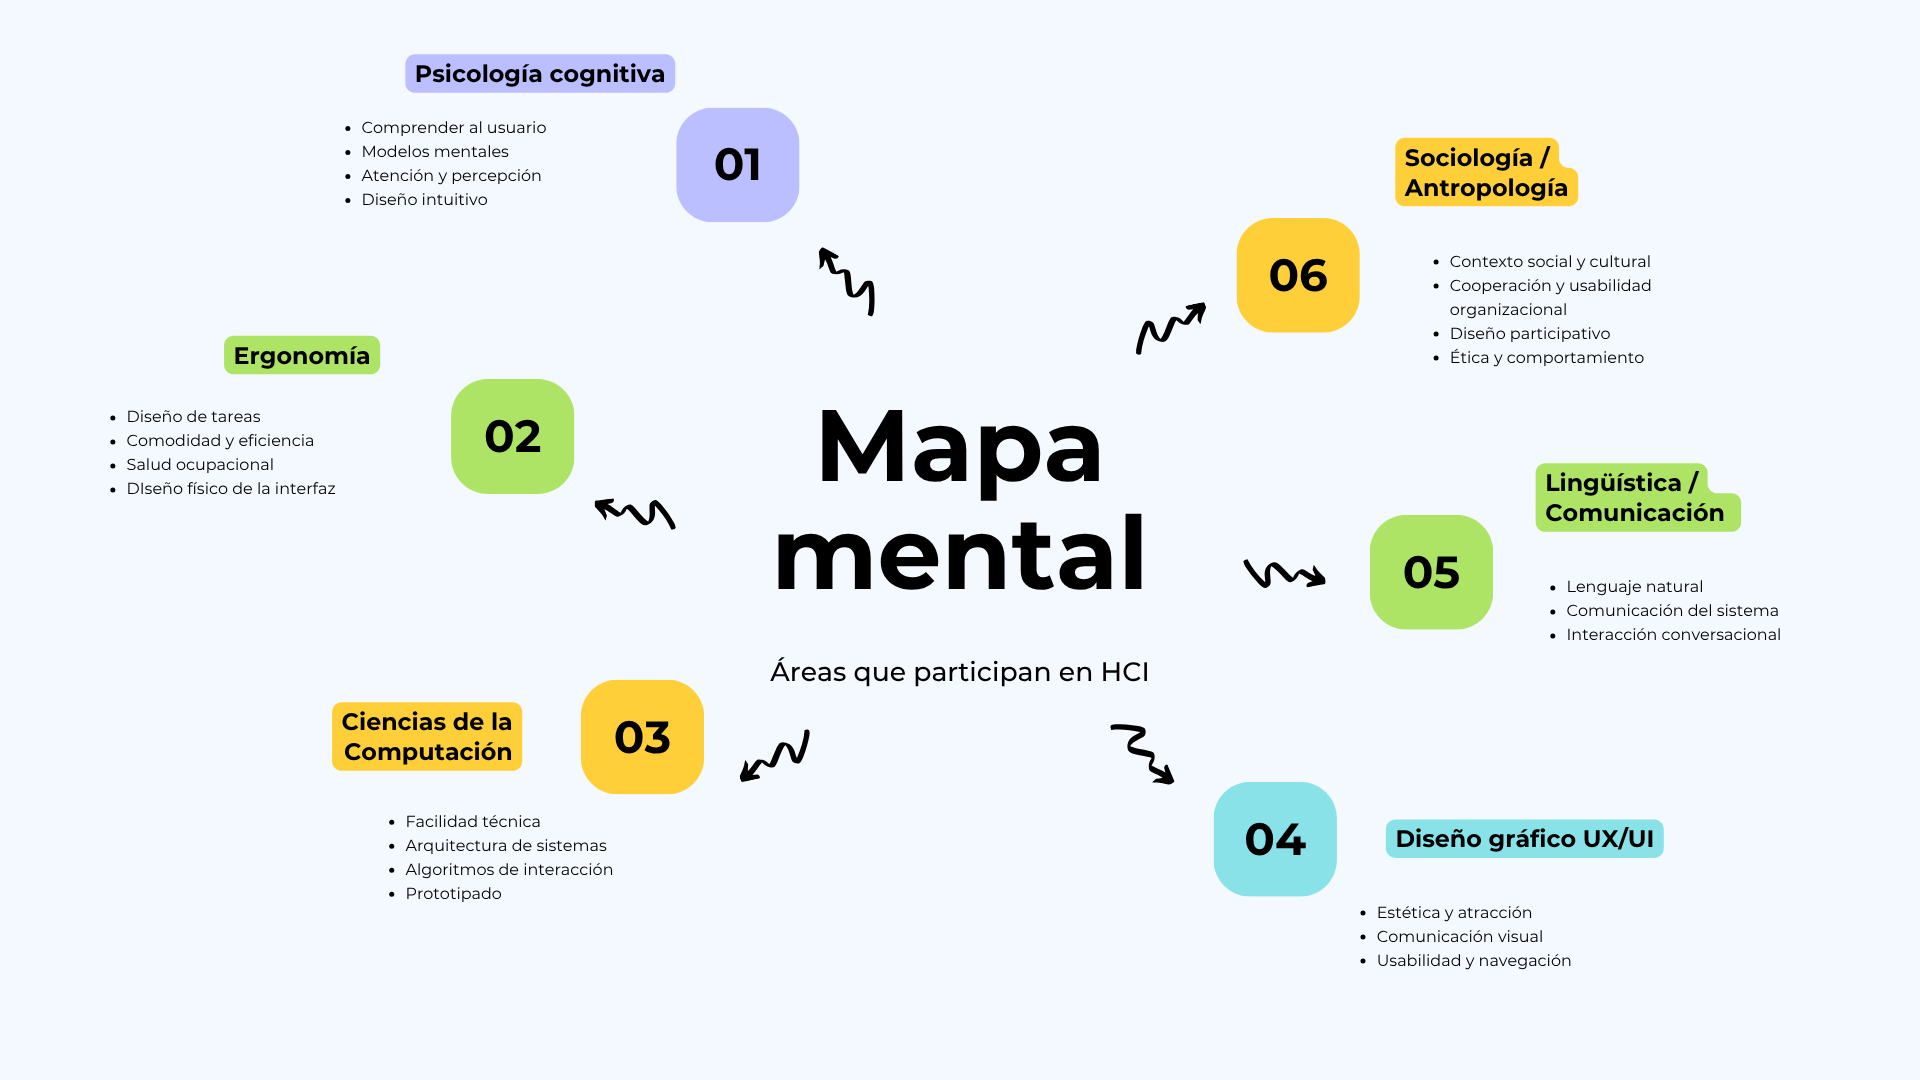 Mapa
mental
Áreas que participan en HCI
01
Psicología cognitiva
Comprender al usuario
Modelos mentales
Atención y percepción
Diseño intuitivo
02
Ergonomía
Diseño de tareas
Comodidad y eficiencia
Salud ocupacional
DIseño físico de la interfaz
03
Ciencias de la
Computación
Facilidad técnica
Arquitectura de sistemas
Algoritmos de interacción
Prototipado
04
Diseño gráfico UX/UI
Estética y atracción
Comunicación visual
Usabilidad y navegación
05
Lingüística /
Comunicación
Lenguaje natural
Comunicación del sistema
Interacción conversacional
06
Sociología /
Antropología
Contexto social y cultural
Cooperación y usabilidad
organizacional
Diseño participativo
Ética y comportamiento